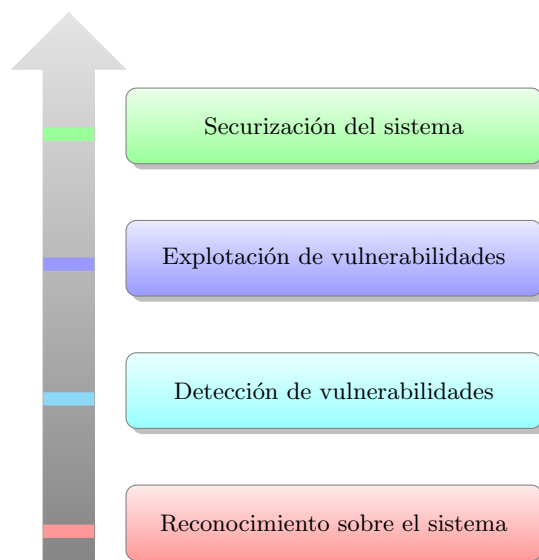 Securización del sistema
Explotación de vulnerabilidades
Detección de vulnerabilidades
Reconocimiento sobre el sistema